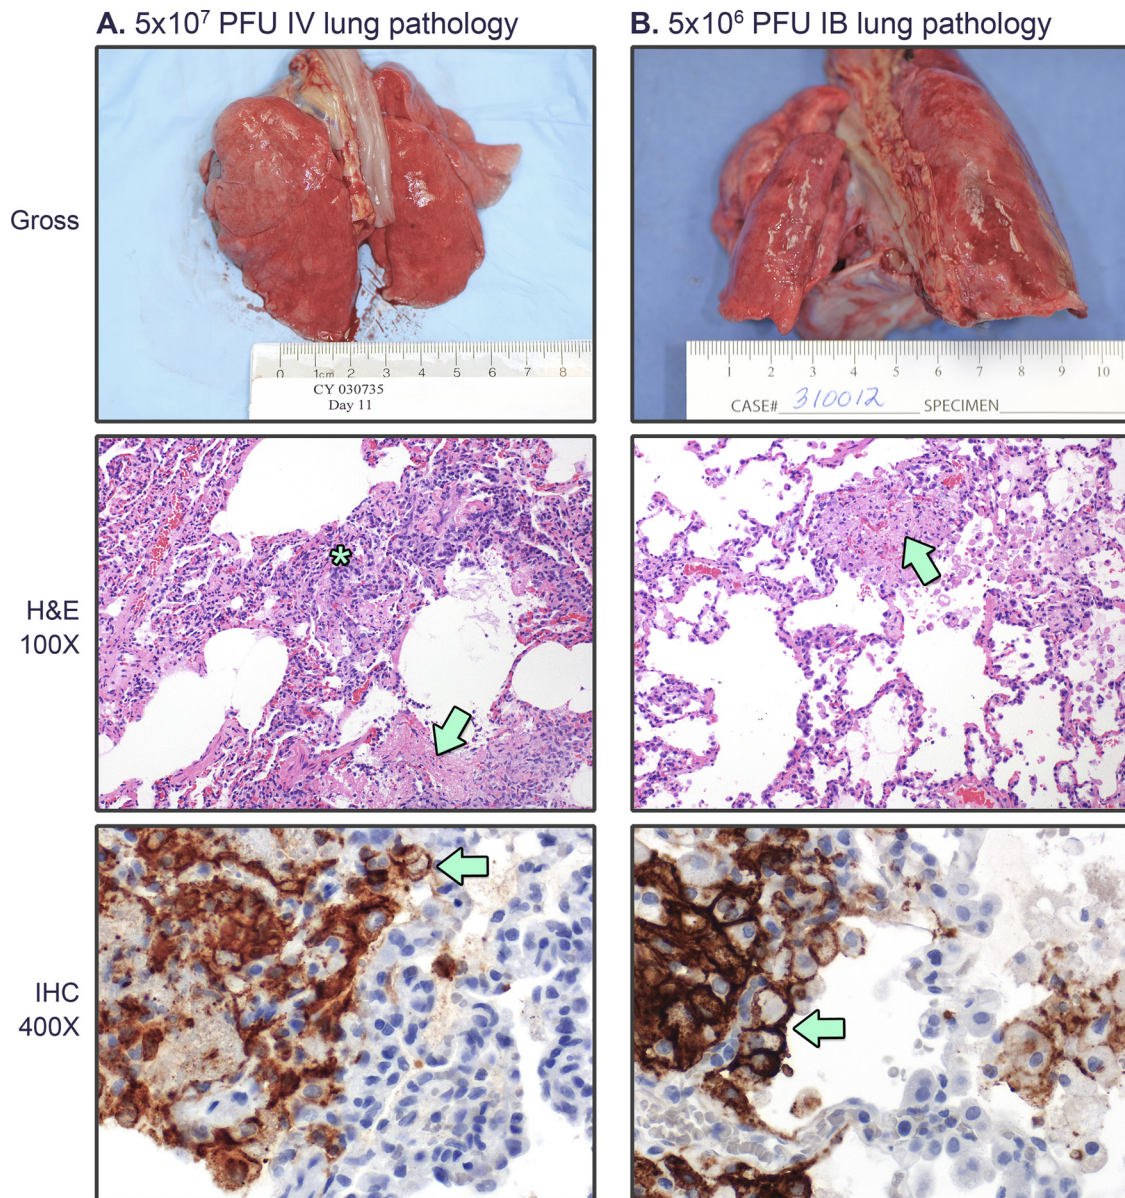 A. 5x10⁷ PFU IV lung pathology
B. 5x10⁶ PFU IB lung pathology
Gross
0 1cm 2 3 4 5 6 7 8
CY 030735
Day 11
1 2 3 4 5 6 7 8 9 10
CASE# 310012 SPECIMEN
H&E
100X
*
IHC
400X